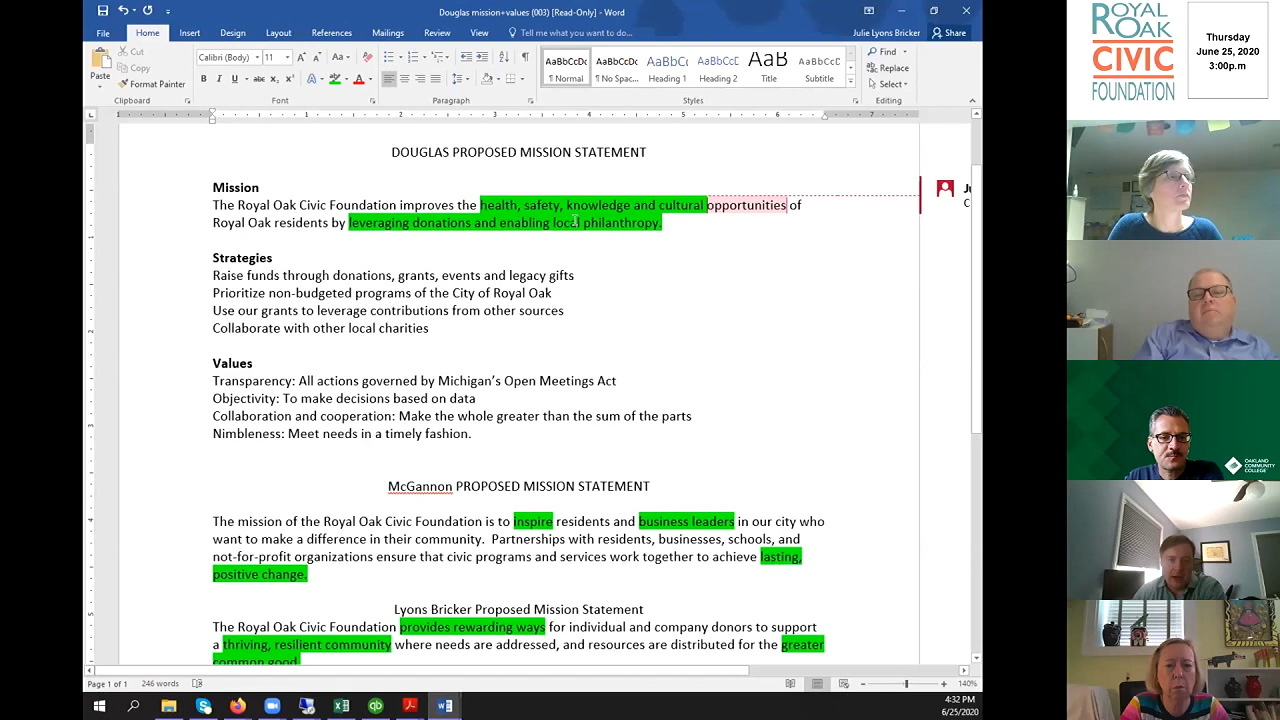 Douglas mission+values (003) [Read-Only] - Word
File Home Insert Design Layout References Mailings Review View Tell me what you want to do... Julie Lyons Bricker Share
Paste
Cut
Copy
Format Painter
Clipboard
Calibri (Body) 11
Font
Paragraph
AaBbCcDc AaBbCcDc AaBbC AaBbCc AaB AaBbCcD
¶ Normal ¶ No Spac... Heading 1 Heading 2 Title Subtitle
Styles
Find
Replace
Select
Editing
DOUGLAS PROPOSED MISSION STATEMENT
Mission
The Royal Oak Civic Foundation improves the health, safety, knowledge and cultural opportunities of
Royal Oak residents by leveraging donations and enabling local philanthropy.
Strategies
Raise funds through donations, grants, events and legacy gifts
Prioritize non-budgeted programs of the City of Royal Oak
Use our grants to leverage contributions from other sources
Collaborate with other local charities
Values
Transparency: All actions governed by Michigan's Open Meetings Act
Objectivity: To make decisions based on data
Collaboration and cooperation: Make the whole greater than the sum of the parts
Nimbleness: Meet needs in a timely fashion.
McGannon PROPOSED MISSION STATEMENT
The mission of the Royal Oak Civic Foundation is to inspire residents and business leaders in our city who
want to make a difference in their community. Partnerships with residents, businesses, schools, and
not-for-profit organizations ensure that civic programs and services work together to achieve lasting,
positive change.
Lyons Bricker Proposed Mission Statement
The Royal Oak Civic Foundation provides rewarding ways for individual and company donors to support
a thriving, resilient community where needs are addressed, and resources are distributed for the greater
common good.
Page 1 of 1 246 words
140%
4:32 PM
6/25/2020
ROYAL
OAK
CIVIC
FOUNDATION
Thursday
June 25, 2020
3:00p.m
OAKLAND
COMMUNITY
COLLEGE